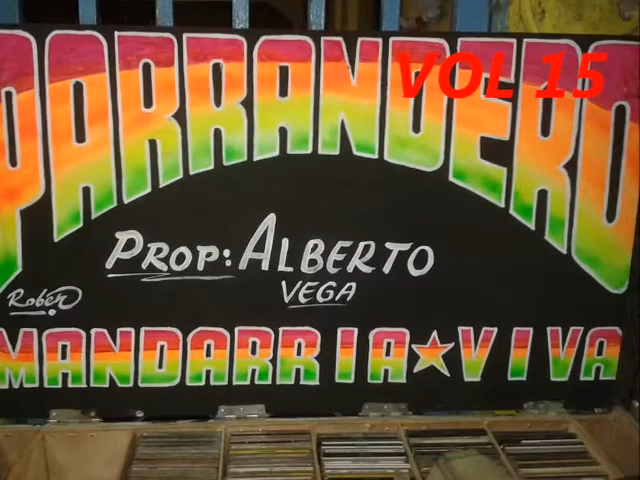 PARRANDERO
VOL 15
PROP: ALBERTO
VEGA
Rober
MANDARRIA★VIVA